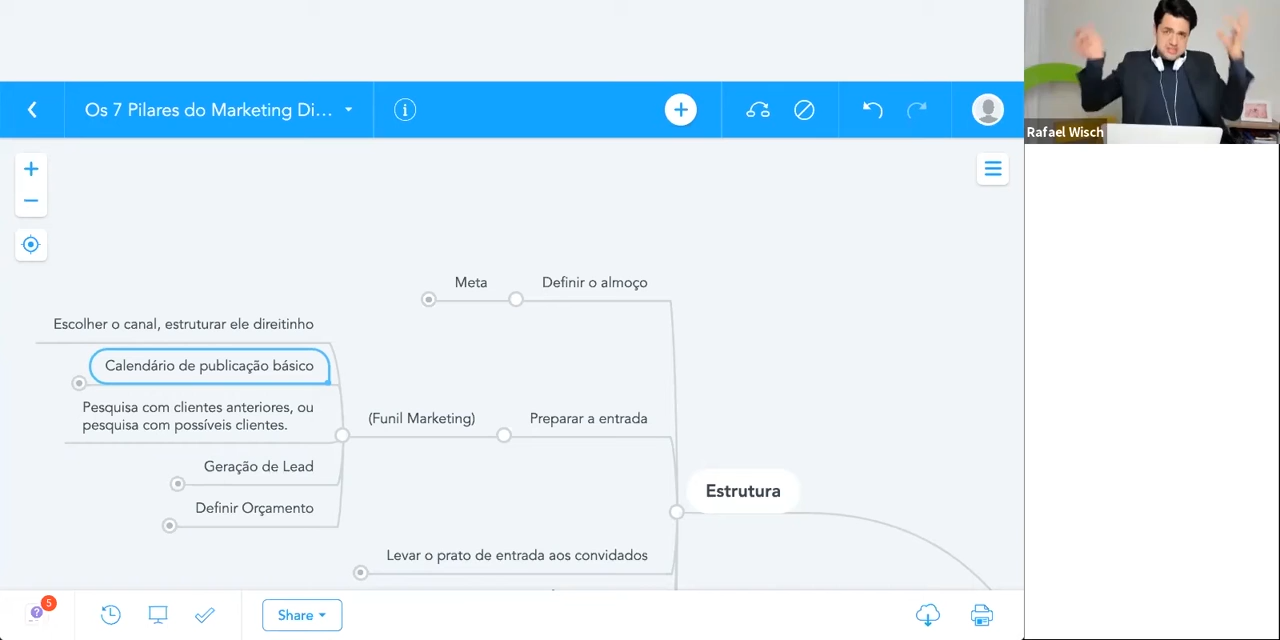 Os 7 Pilares do Marketing Di...
Rafael Wisch
Meta
Definir o almoço
Escolher o canal, estruturar ele direitinho
Calendário de publicação básico
Pesquisa com clientes anteriores, ou
pesquisa com possíveis clientes.
(Funil Marketing)
Preparar a entrada
Geração de Lead
Definir Orçamento
Estrutura
Levar o prato de entrada aos convidados
5
Share